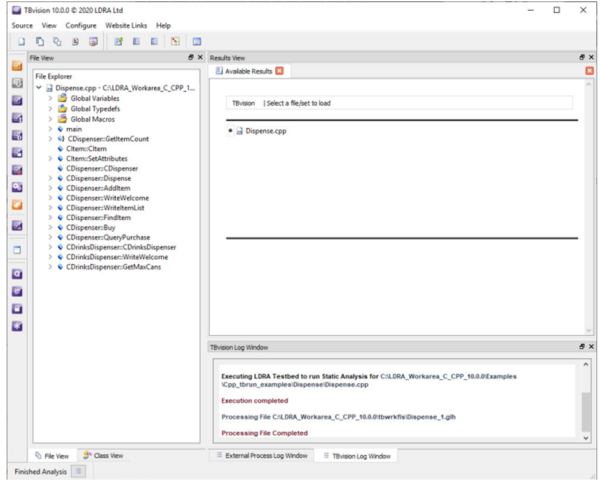 TBvision 10.0.0 © 2020 LDRA Ltd
Source View Configure Website Links Help
File View
File Explorer
Dispense.cpp - C:\LDRA_Workarea_C_CPP_1...
Global Variables
Global Typedefs
Global Macros
main
CDispenser::GetItemCount
CItem::CItem
CItem::SetAttributes
CDispenser::CDispenser
CDispenser::Dispense
CDispenser::AddItem
CDispenser::WriteWelcome
CDispenser::WriteItemList
CDispenser::FindItem
CDispenser::Buy
CDispenser::QueryPurchase
CDrinksDispenser::CDrinksDispenser
CDrinksDispenser::WriteWelcome
CDrinksDispenser::GetMaxCans
File View Class View
Results View
Available Results
TBvision | Select a file/set to load
Dispense.cpp
TBvision Log Window
Executing LDRA Testbed to run Static Analysis for C:\LDRA_Workarea_C_CPP_10.0.0\Examples
\Cpp_tbrun_examples\Dispense\Dispense.cpp
Execution completed
Processing File C:\LDRA_Workarea_C_CPP_10.0.0\tbwrkfls\Dispense_1.glh
Processing File Completed
External Process Log Window TBvision Log Window
Finished Analysis